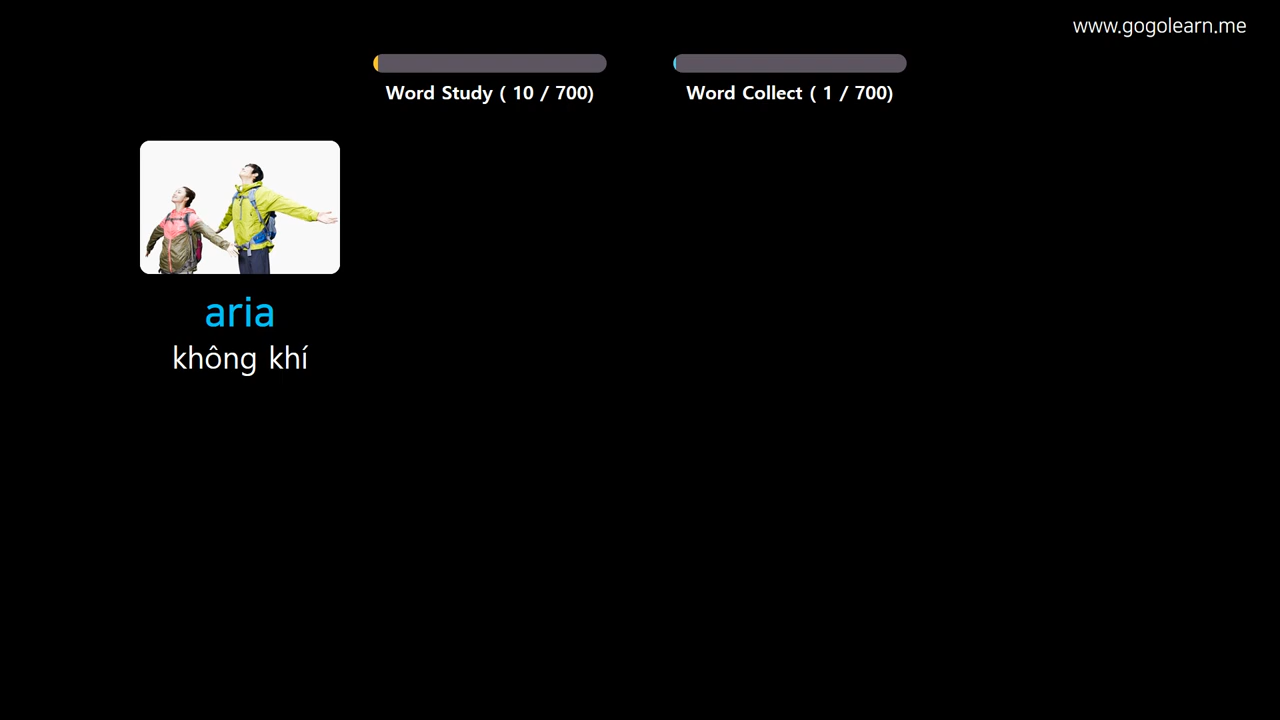 www.gogolearn.me
Word Study ( 10 / 700)
Word Collect ( 1 / 700)
aria
không khí